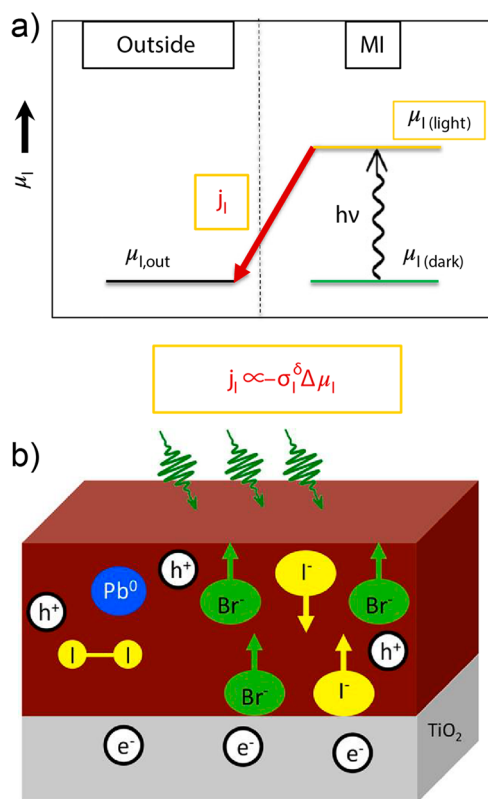 a)
Outside
MI
μI
μI (light)
jI
hν
μI,out
μI (dark)
jI ∝−σIδΔμI
b)
Pb0
h+
h+
Br-
I-
Br-
I
I
h+
Br-
I-
TiO2
e-
e-
e-